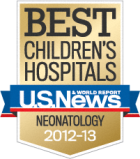 BEST
CHILDREN'S
HOSPITALS
U.S.News
& WORLD REPORT
NEONATOLOGY
2012-13